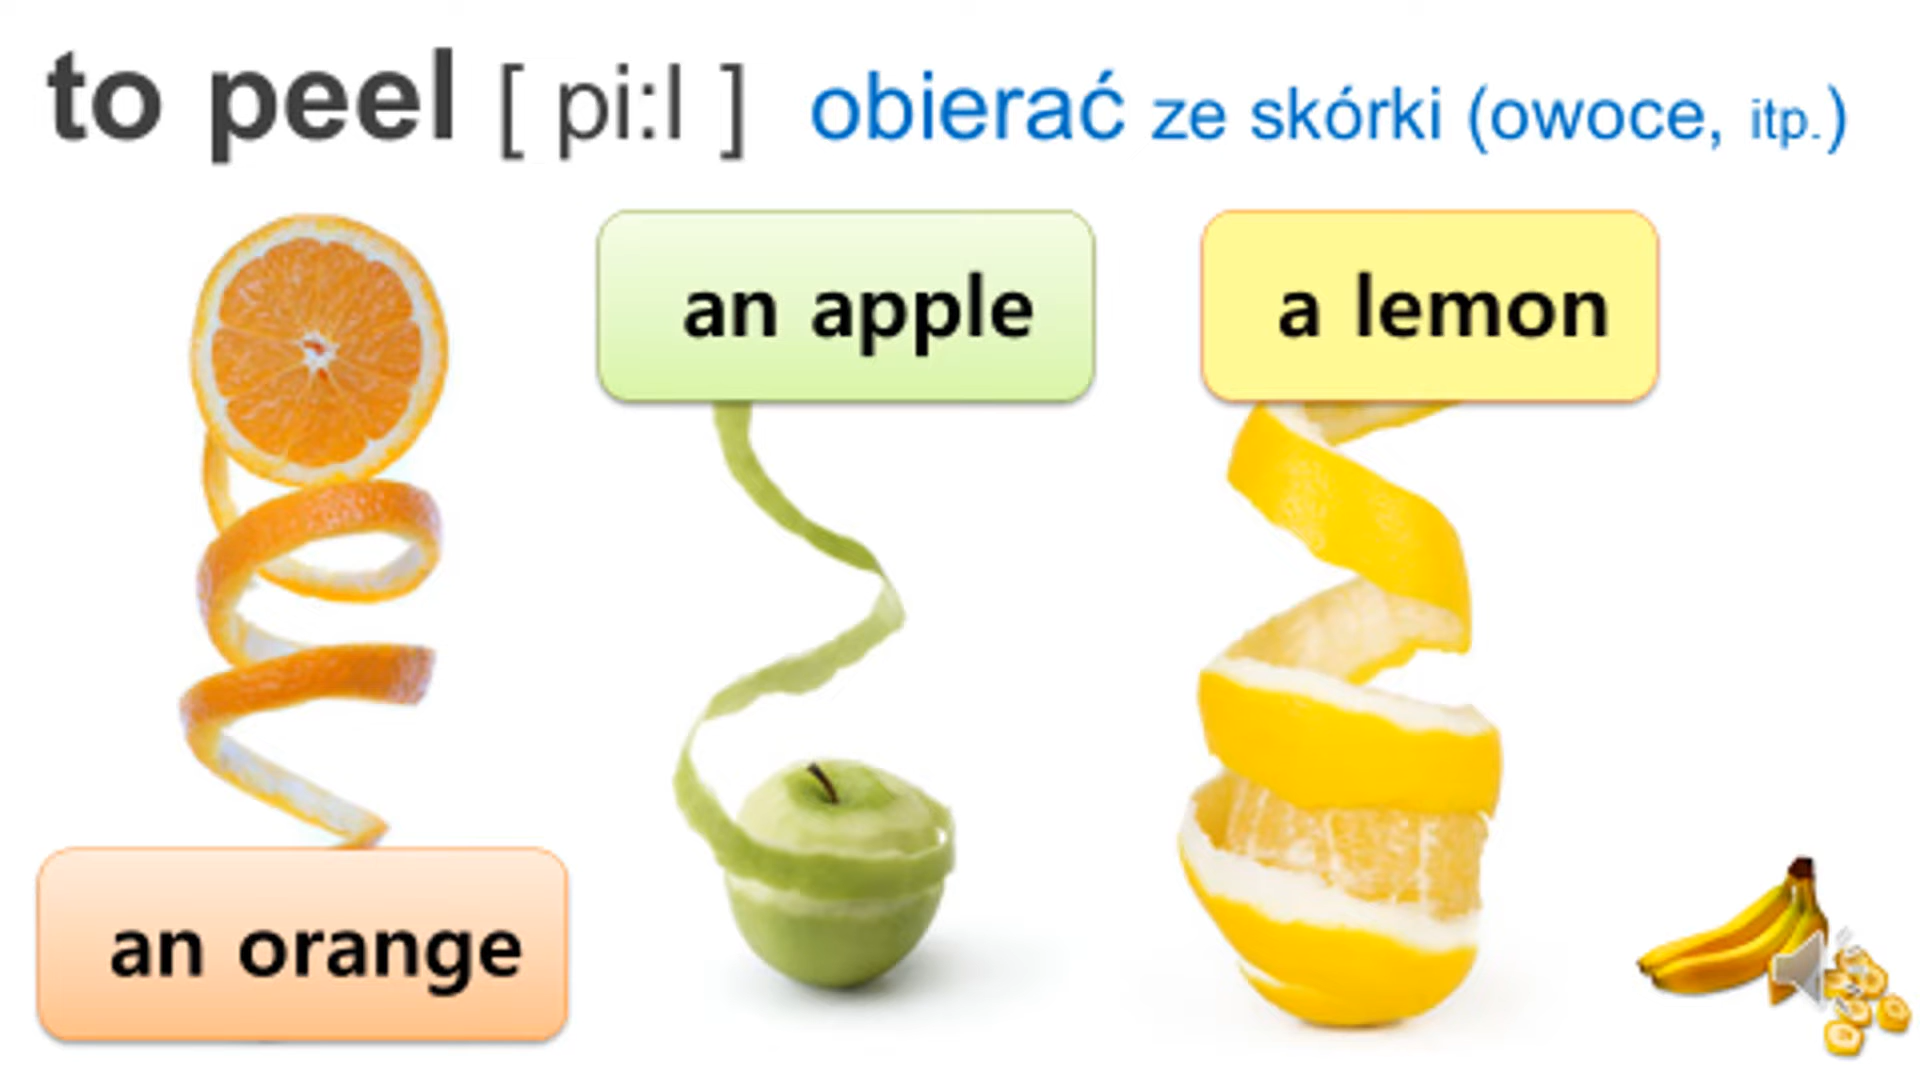 to peel [ pi:l ] obierać ze skórki (owoce, itp.)
an apple
a lemon
an orange